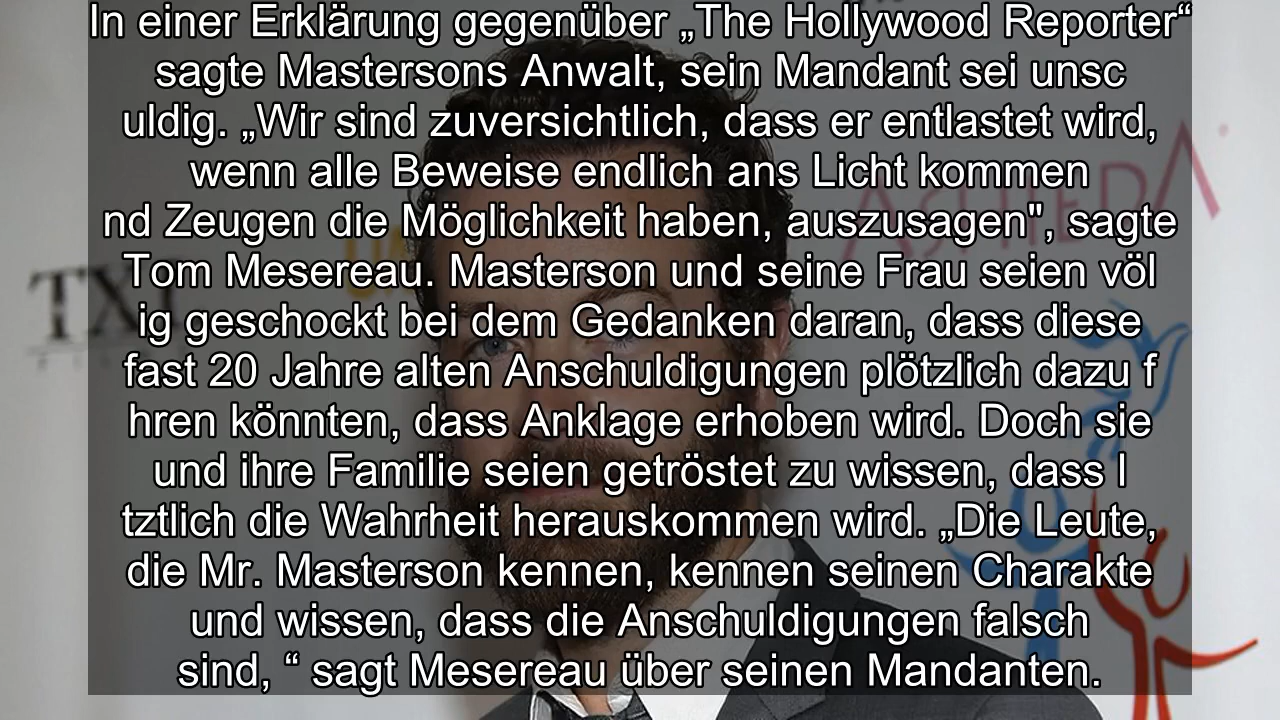 In einer Erklärung gegenüber „The Hollywood Reporter“
sagte Mastersons Anwalt, sein Mandant sei unsc
uldig. „Wir sind zuversichtlich, dass er entlastet wird,
wenn alle Beweise endlich ans Licht kommen
nd Zeugen die Möglichkeit haben, auszusagen", sagte
Tom Mesereau. Masterson und seine Frau seien völ
ig geschockt bei dem Gedanken daran, dass diese
fast 20 Jahre alten Anschuldigungen plötzlich dazu f
hren könnten, dass Anklage erhoben wird. Doch sie
und ihre Familie seien getröstet zu wissen, dass l
tztlich die Wahrheit herauskommen wird. „Die Leute,
die Mr. Masterson kennen, kennen seinen Charakte
und wissen, dass die Anschuldigungen falsch
sind, “ sagt Mesereau über seinen Mandanten.